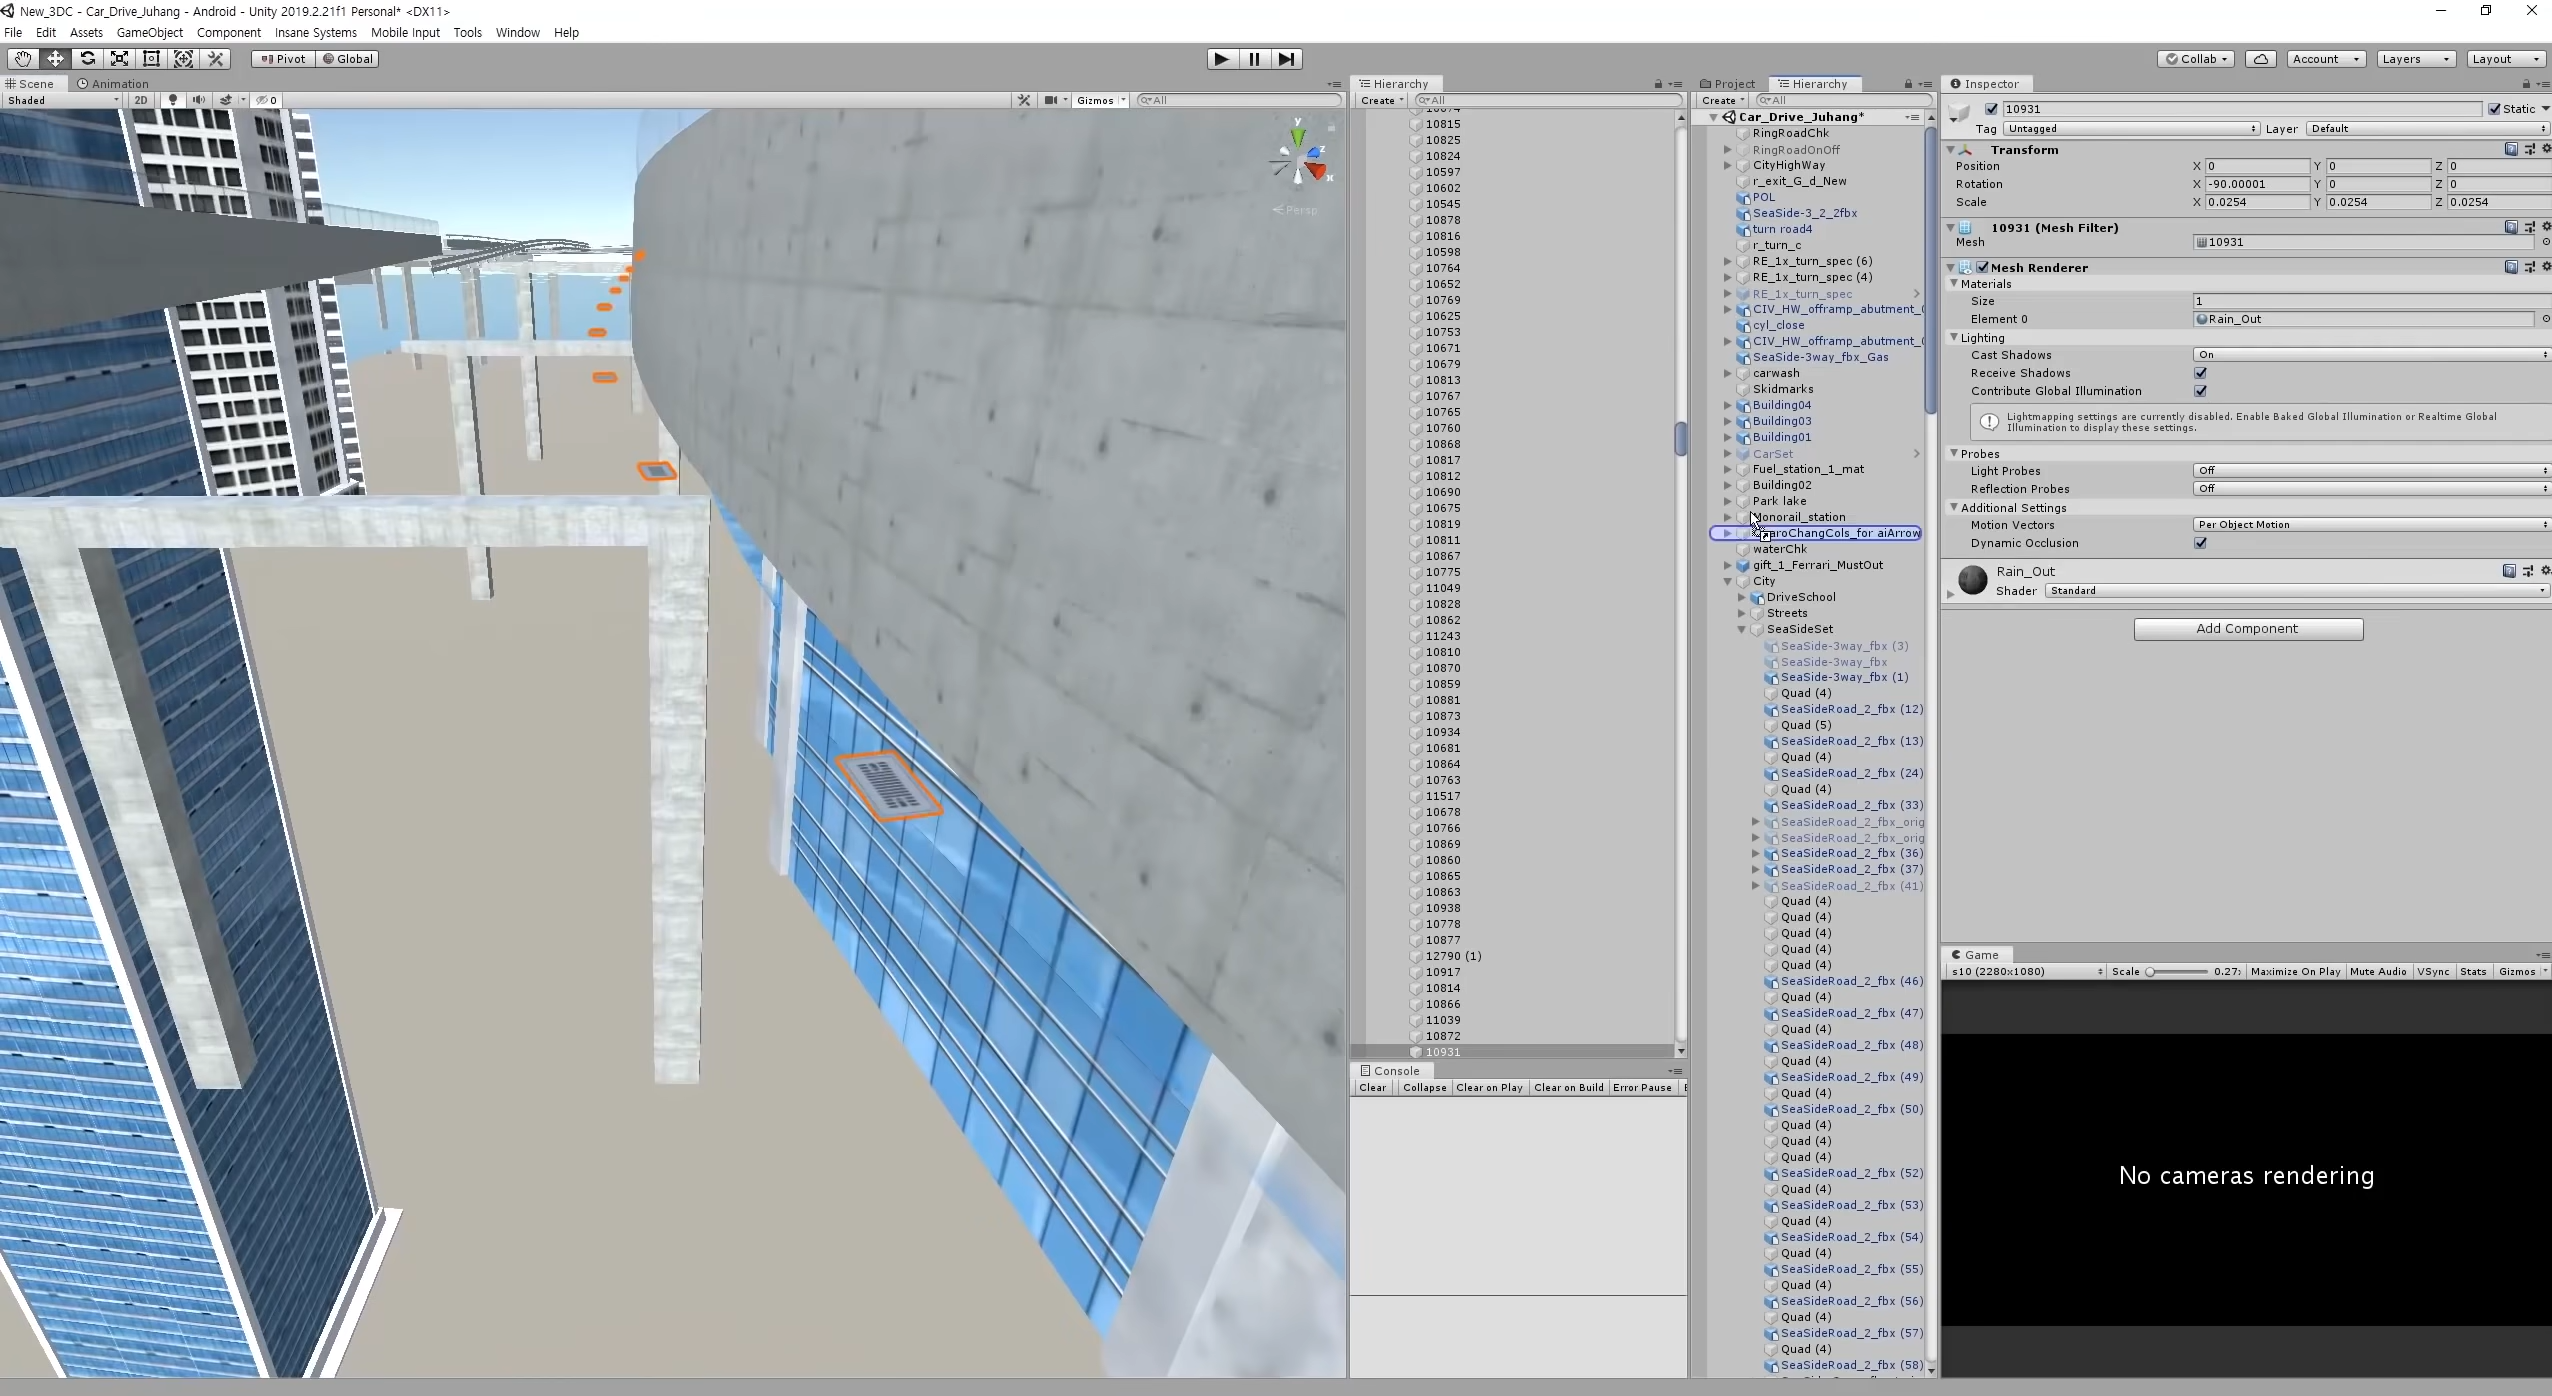 New_3DC - Car_Drive_Juhang - Android - Unity 2019.2.21f1 Personal* <DX11>
File Edit Assets GameObject Component Insane Systems Mobile Input Tools Window Help
Pivot Global
Collab Account Layers Layout
Scene Animation
Shaded 2D 0 Gizmos All
y
z
x
Persp
Hierarchy
Create All
10815
10825
10824
10597
10602
10545
10878
10816
10598
10764
10652
10769
10625
10753
10671
10679
10813
10767
10765
10760
10868
10817
10812
10690
10675
10819
10811
10867
10775
11049
10828
10862
11243
10810
10870
10859
10881
10873
10934
10681
10864
10763
11517
10678
10766
10869
10860
10865
10863
10938
10778
10877
12790 (1)
10917
10814
10866
11039
10872
10931
Console
Clear Collapse Clear on Play Clear on Build Error Pause
Project Hierarchy
Create All
Car_Drive_Juhang*
RingRoadChk
RingRoadOnOff
CityHighWay
r_exit_G_d_New
POL
SeaSide-3_2_2fbx
turn road4
r_turn_c
RE_1x_turn_spec (6)
RE_1x_turn_spec (4)
RE_1x_turn_spec
CIV_HW_offramp_abutment_
cyl_close
CIV_HW_offramp_abutment_
SeaSide-3way_fbx_Gas
carwash
Skidmarks
Building04
Building03
Building01
CarSet
Fuel_station_1_mat
Building02
Park lake
Monorail_station
aroChangCols_for aiArrow
waterChk
gift_1_Ferrari_MustOut
City
DriveSchool
Streets
SeaSideSet
SeaSide-3way_fbx (3)
SeaSide-3way_fbx
SeaSide-3way_fbx (1)
Quad (4)
SeaSideRoad_2_fbx (12)
Quad (5)
SeaSideRoad_2_fbx (13)
Quad (4)
SeaSideRoad_2_fbx (24)
Quad (4)
SeaSideRoad_2_fbx (33)
SeaSideRoad_2_fbx_orig
SeaSideRoad_2_fbx_orig
SeaSideRoad_2_fbx (36)
SeaSideRoad_2_fbx (37)
SeaSideRoad_2_fbx (41)
Quad (4)
Quad (4)
Quad (4)
Quad (4)
Quad (4)
SeaSideRoad_2_fbx (46)
Quad (4)
SeaSideRoad_2_fbx (47)
Quad (4)
SeaSideRoad_2_fbx (48)
Quad (4)
SeaSideRoad_2_fbx (49)
Quad (4)
SeaSideRoad_2_fbx (50)
Quad (4)
Quad (4)
Quad (4)
SeaSideRoad_2_fbx (52)
Quad (4)
SeaSideRoad_2_fbx (53)
Quad (4)
SeaSideRoad_2_fbx (54)
Quad (4)
SeaSideRoad_2_fbx (55)
Quad (4)
SeaSideRoad_2_fbx (56)
Quad (4)
SeaSideRoad_2_fbx (57)
Quad (4)
SeaSideRoad_2_fbx (58)
Inspector
10931 Static
Tag Untagged Layer Default
Transform
Position X 0 Y 0 Z 0
Rotation X -90.00001 Y 0 Z 0
Scale X 0.0254 Y 0.0254 Z 0.0254
10931 (Mesh Filter)
Mesh 10931
Mesh Renderer
Materials
Size 1
Element 0 Rain_Out
Lighting
Cast Shadows On
Receive Shadows
Contribute Global Illumination
Lightmapping settings are currently disabled. Enable Baked Global Illumination or Realtime Global
Illumination to display these settings.
Probes
Light Probes Off
Reflection Probes Off
Additional Settings
Motion Vectors Per Object Motion
Dynamic Occlusion
Rain_Out
Shader Standard
Add Component
Game
s10 (2280x1080) Scale 0.27 Maximize On Play Mute Audio VSync Stats Gizmos
No cameras rendering